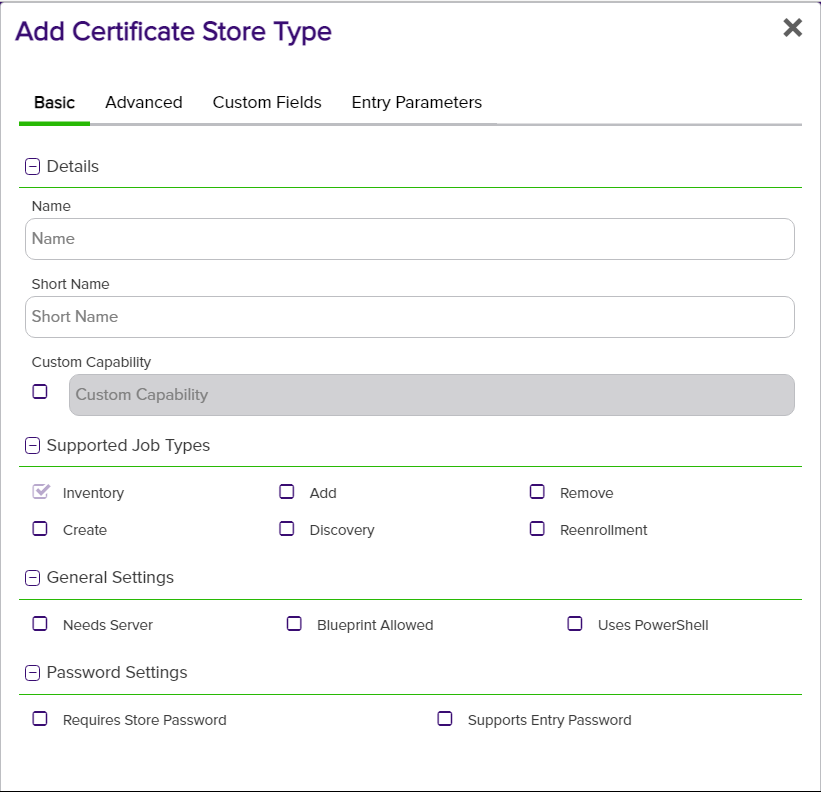 Add Certificate Store Type
Basic Advanced Custom Fields Entry Parameters
Details
Name
Name
Short Name
Short Name
Custom Capability
Custom Capability
Supported Job Types
Inventory Add Remove
Create Discovery Reenrollment
General Settings
Needs Server Blueprint Allowed Uses PowerShell
Password Settings
Requires Store Password Supports Entry Password